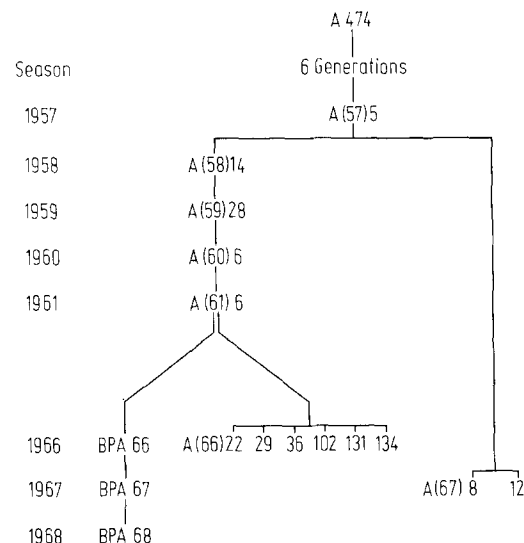 A 474
Season 6 Generations
1957 A(57)5
1958 A(58)14
1959 A(59)28
1960 A(60)6
1961 A(61)6
1966 BPA 66 A(66)22 29 36 102 131 134
1967 BPA 67 A(67) 8 12
1968 BPA 68